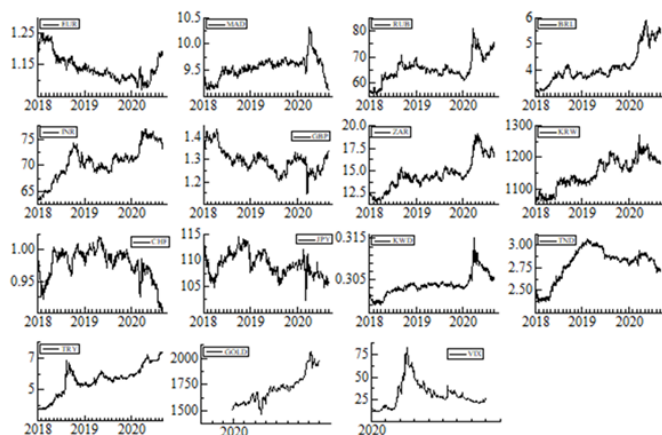 EUR
1.25
1.15
1.05
2018 2019 2020
MAD
10.5
9.5
2018 2019 2020
RUB
80
70
60
2018 2019 2020
BRL
6
4
2
2018 2019 2020
INR
75
70
65
2018 2019 2020
GBP
1.4
1.3
1.2
2018 2019 2020
ZAR
20.0
17.5
15.0
12.5
2018 2019 2020
KRW
1300
1200
1100
2018 2019 2020
CHF
1.00
0.95
2018 2019 2020
JPY
115
110
105
2018 2019 2020
KWD
0.315
0.305
2018 2019 2020
TND
3.00
2.75
2.50
2018 2019 2020
TRY
7
5
2018 2019 2020
GOLD
2000
1750
1500
2020
VIX
75
50
25
2020